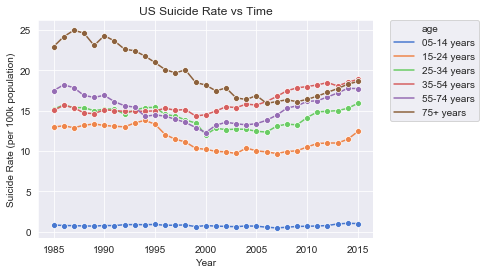 US Suicide Rate vs Time
Suicide Rate (per 100k population)
25
20
15
10
5
0
1985
1990
1995
2000
2005
2010
2015
Year
age
05-14 years
15-24 years
25-34 years
35-54 years
55-74 years
75+ years